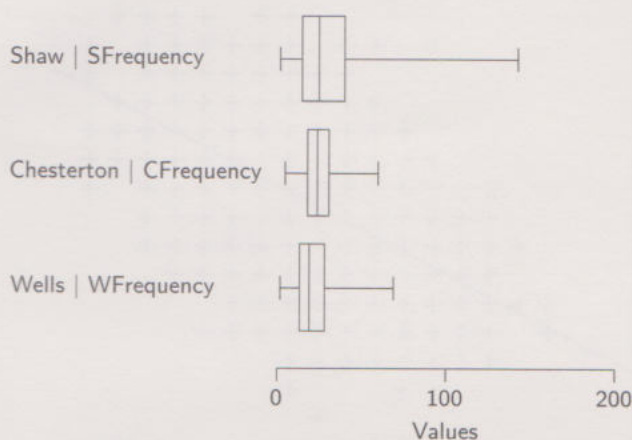 Shaw | SFrequency
Chesterton | CFrequency
Wells | WFrequency
0 100 200
Values